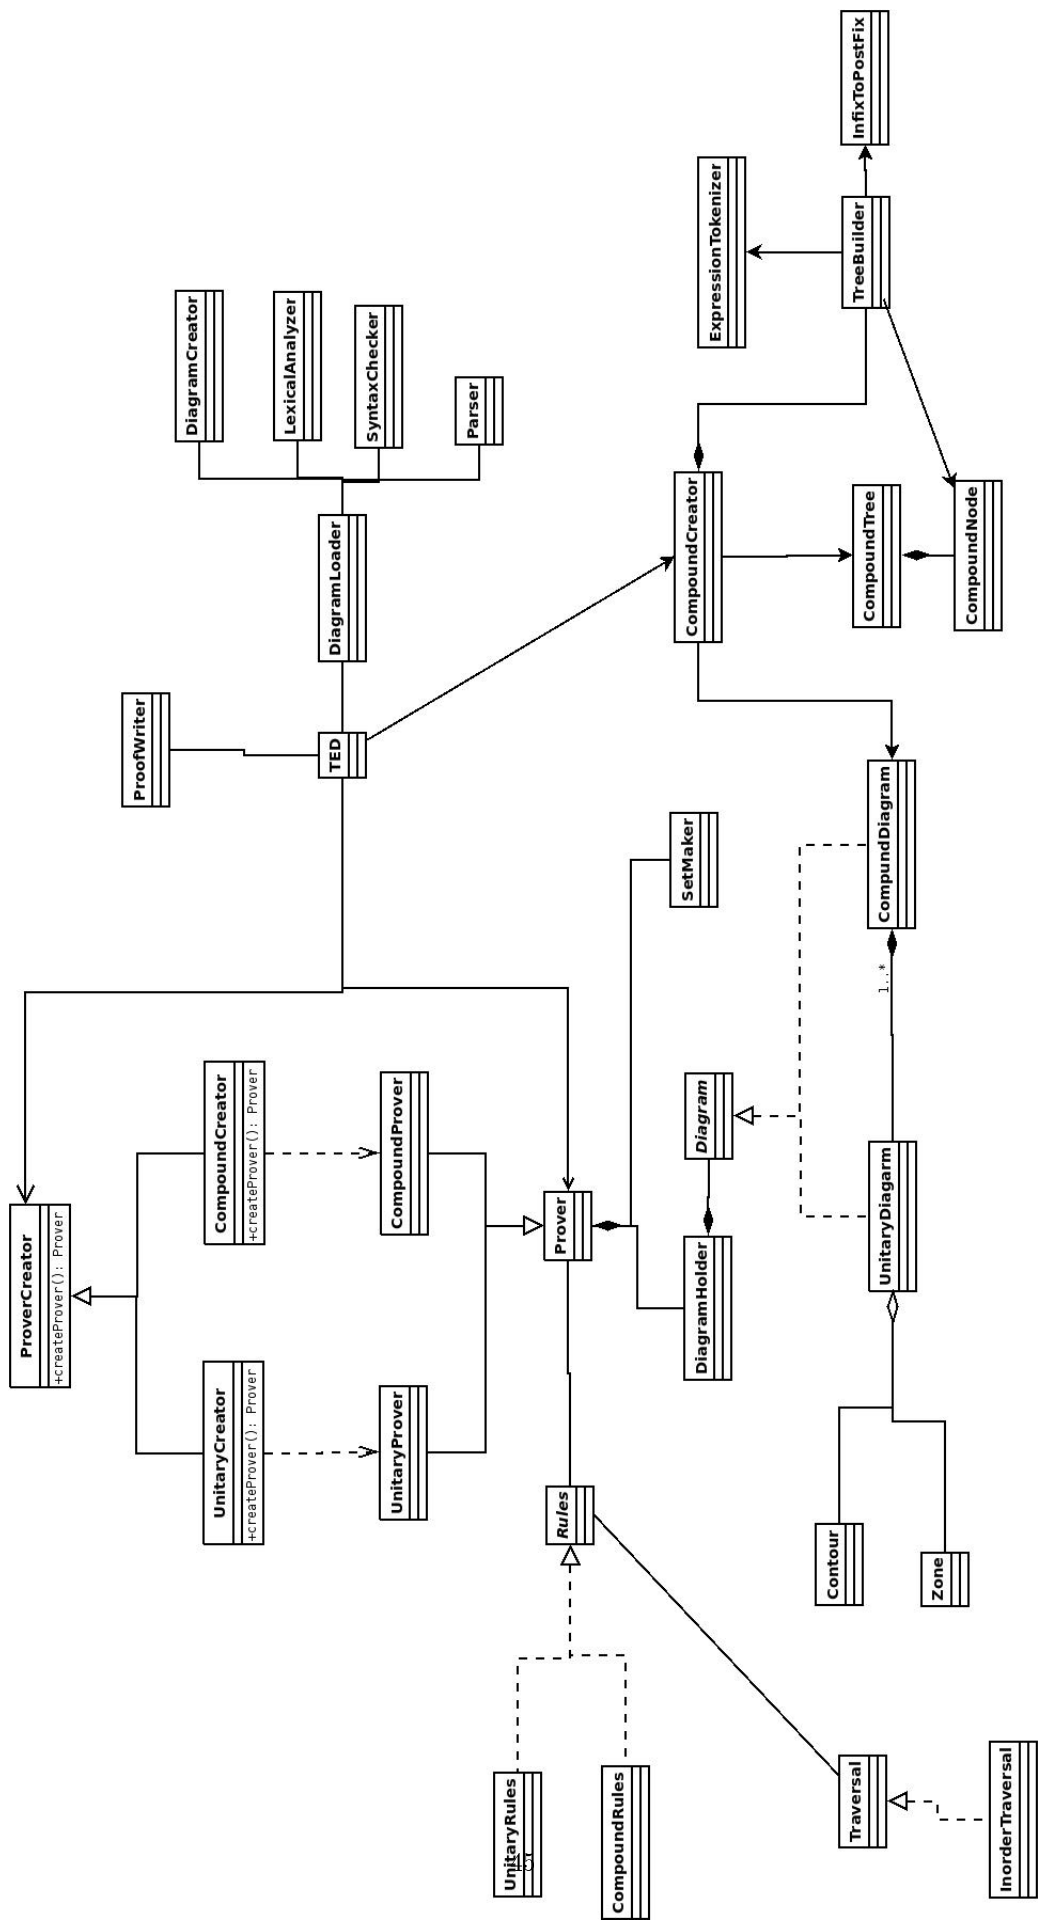 ProverCreator
+createProver(): Prover
UnitaryCreator
+createProver(): Prover
CompoundCreator
+createProver(): Prover
UnitaryProver
CompoundProver
ProofWriter
TED
DiagramLoader
DiagramCreator
LexicalAnalyzer
SyntaxChecker
Parser
UnitaryRules
CompoundRules
Rules
Prover
DiagramHolder
Diagram
SetMaker
CompoundCreator
ExpressionTokenizer
Traversal
InorderTraversal
Contour
Zone
UnitaryDiagarm
1..*
CompundDiagram
CompoundTree
CompoundNode
TreeBuilder
InfixToPostFix